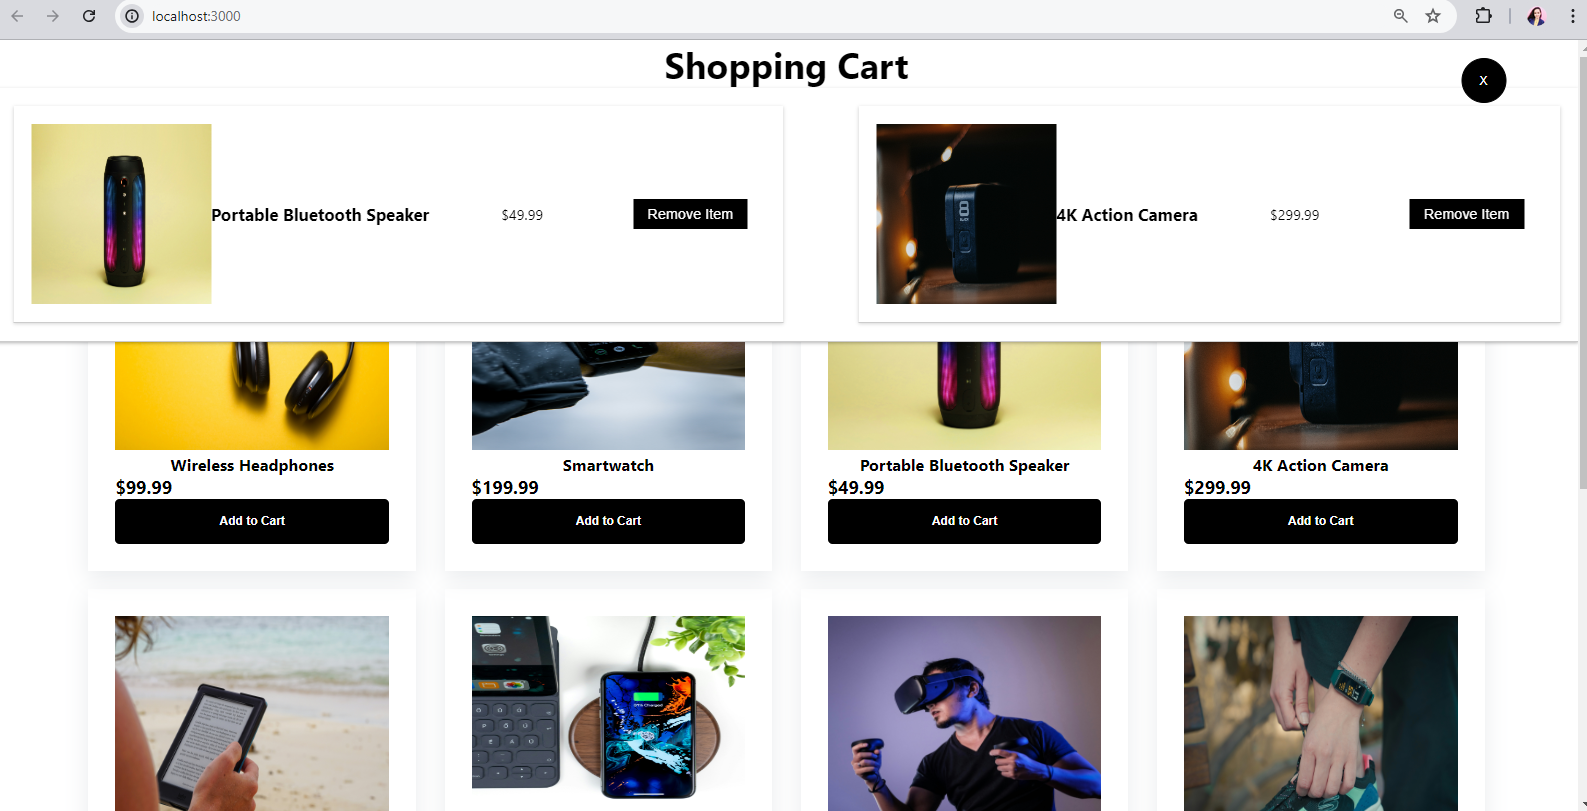 localhost:3000
Shopping Cart
X
Portable Bluetooth Speaker
$49.99
Remove Item
4K Action Camera
$299.99
Remove Item
Wireless Headphones
$99.99
Add to Cart
Smartwatch
$199.99
Add to Cart
Portable Bluetooth Speaker
$49.99
Add to Cart
4K Action Camera
$299.99
Add to Cart